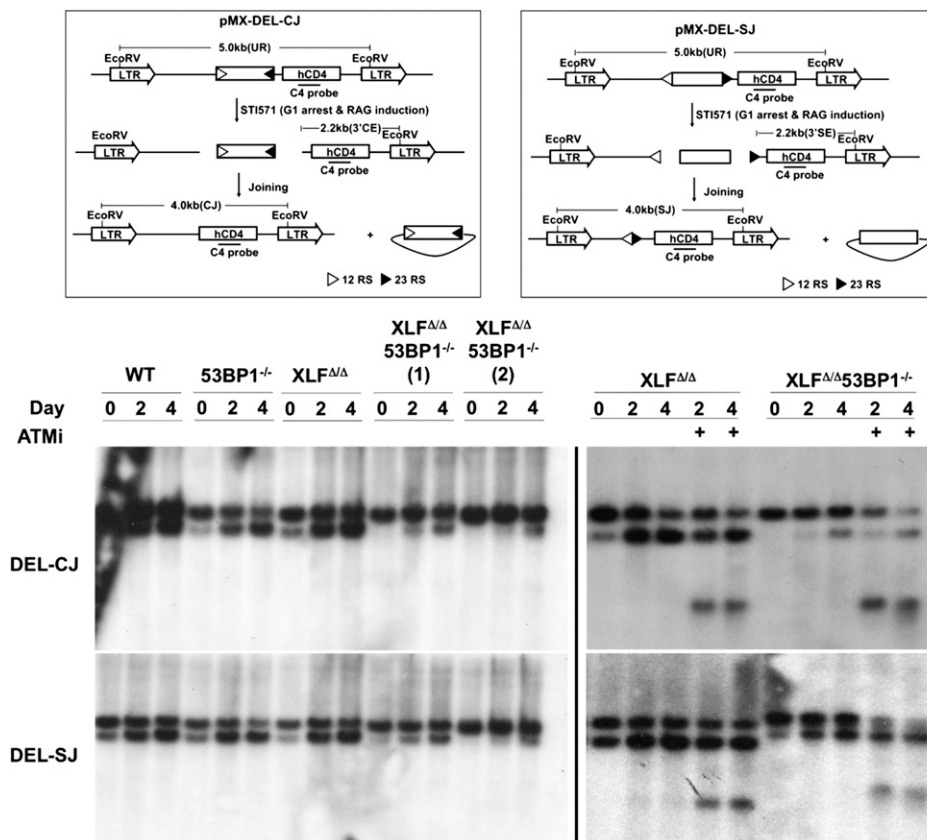 pMX-DEL-CJ
5.0kb(UR)
EcoRV EcoRV
LTR hCD4 LTR
C4 probe
STI571 (G1 arrest & RAG induction)
2.2kb(3'CE)
EcoRV EcoRV
LTR hCD4 LTR
C4 probe
Joining
4.0kb(CJ)
EcoRV EcoRV
LTR hCD4 LTR +
C4 probe
12 RS 23 RS
pMX-DEL-SJ
5.0kb(UR)
EcoRV EcoRV
LTR hCD4 LTR
C4 probe
STI571 (G1 arrest & RAG induction)
2.2kb(3'SE)
EcoRV EcoRV
LTR hCD4 LTR
C4 probe
Joining
4.0kb(SJ)
EcoRV EcoRV
LTR hCD4 LTR +
C4 probe
12 RS 23 RS
WT 53BP1-/- XLFΔ/Δ XLFΔ/Δ 53BP1-/- (1) XLFΔ/Δ 53BP1-/- (2)
XLFΔ/Δ XLFΔ/Δ53BP1-/-
Day 0 2 4 0 2 4 0 2 4 0 2 4 0 2 4 0 2 4 2 4 0 2 4 2 4
ATMi + + + +
DEL-CJ
DEL-SJ